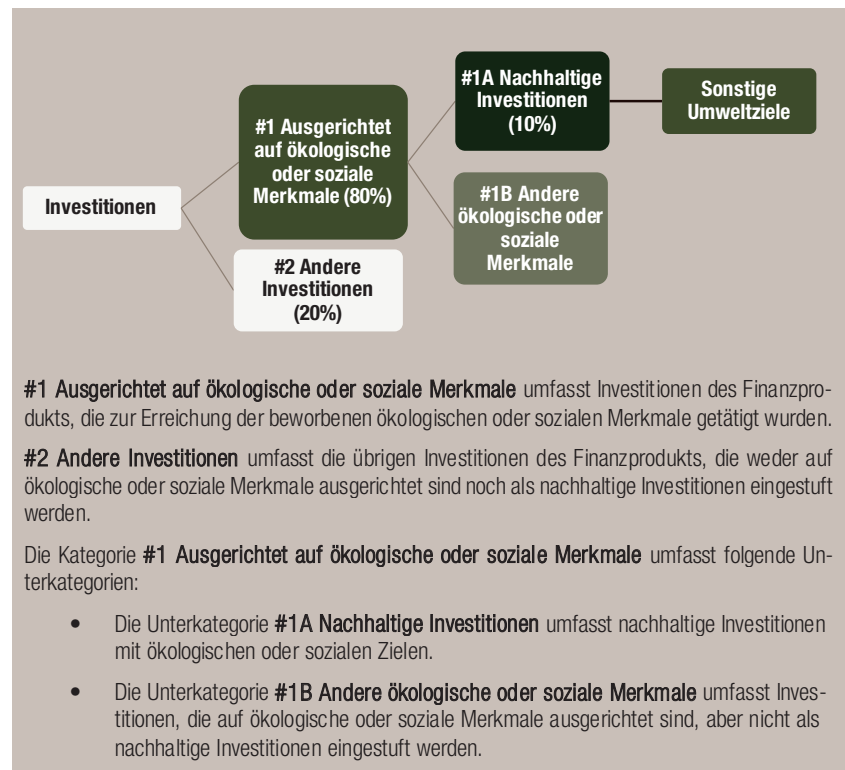 #1A Nachhaltige
Investitionen
(10%)
Sonstige
Umweltziele
#1 Ausgerichtet
auf ökologische
oder soziale
Merkmale (80%)
Investitionen
#1B Andere
ökologische oder
soziale
Merkmale
#2 Andere
Investitionen
(20%)
#1 Ausgerichtet auf ökologische oder soziale Merkmale umfasst Investitionen des Finanzpro-
dukts, die zur Erreichung der beworbenen ökologischen oder sozialen Merkmale getätigt wurden.
#2 Andere Investitionen umfasst die übrigen Investitionen des Finanzprodukts, die weder auf
ökologische oder soziale Merkmale ausgerichtet sind noch als nachhaltige Investitionen eingestuft
werden.
Die Kategorie #1 Ausgerichtet auf ökologische oder soziale Merkmale umfasst folgende Un-
terkategorien:
• Die Unterkategorie #1A Nachhaltige Investitionen umfasst nachhaltige Investitionen
mit ökologischen oder sozialen Zielen.
• Die Unterkategorie #1B Andere ökologische oder soziale Merkmale umfasst Inves-
titionen, die auf ökologische oder soziale Merkmale ausgerichtet sind, aber nicht als
nachhaltige Investitionen eingestuft werden.